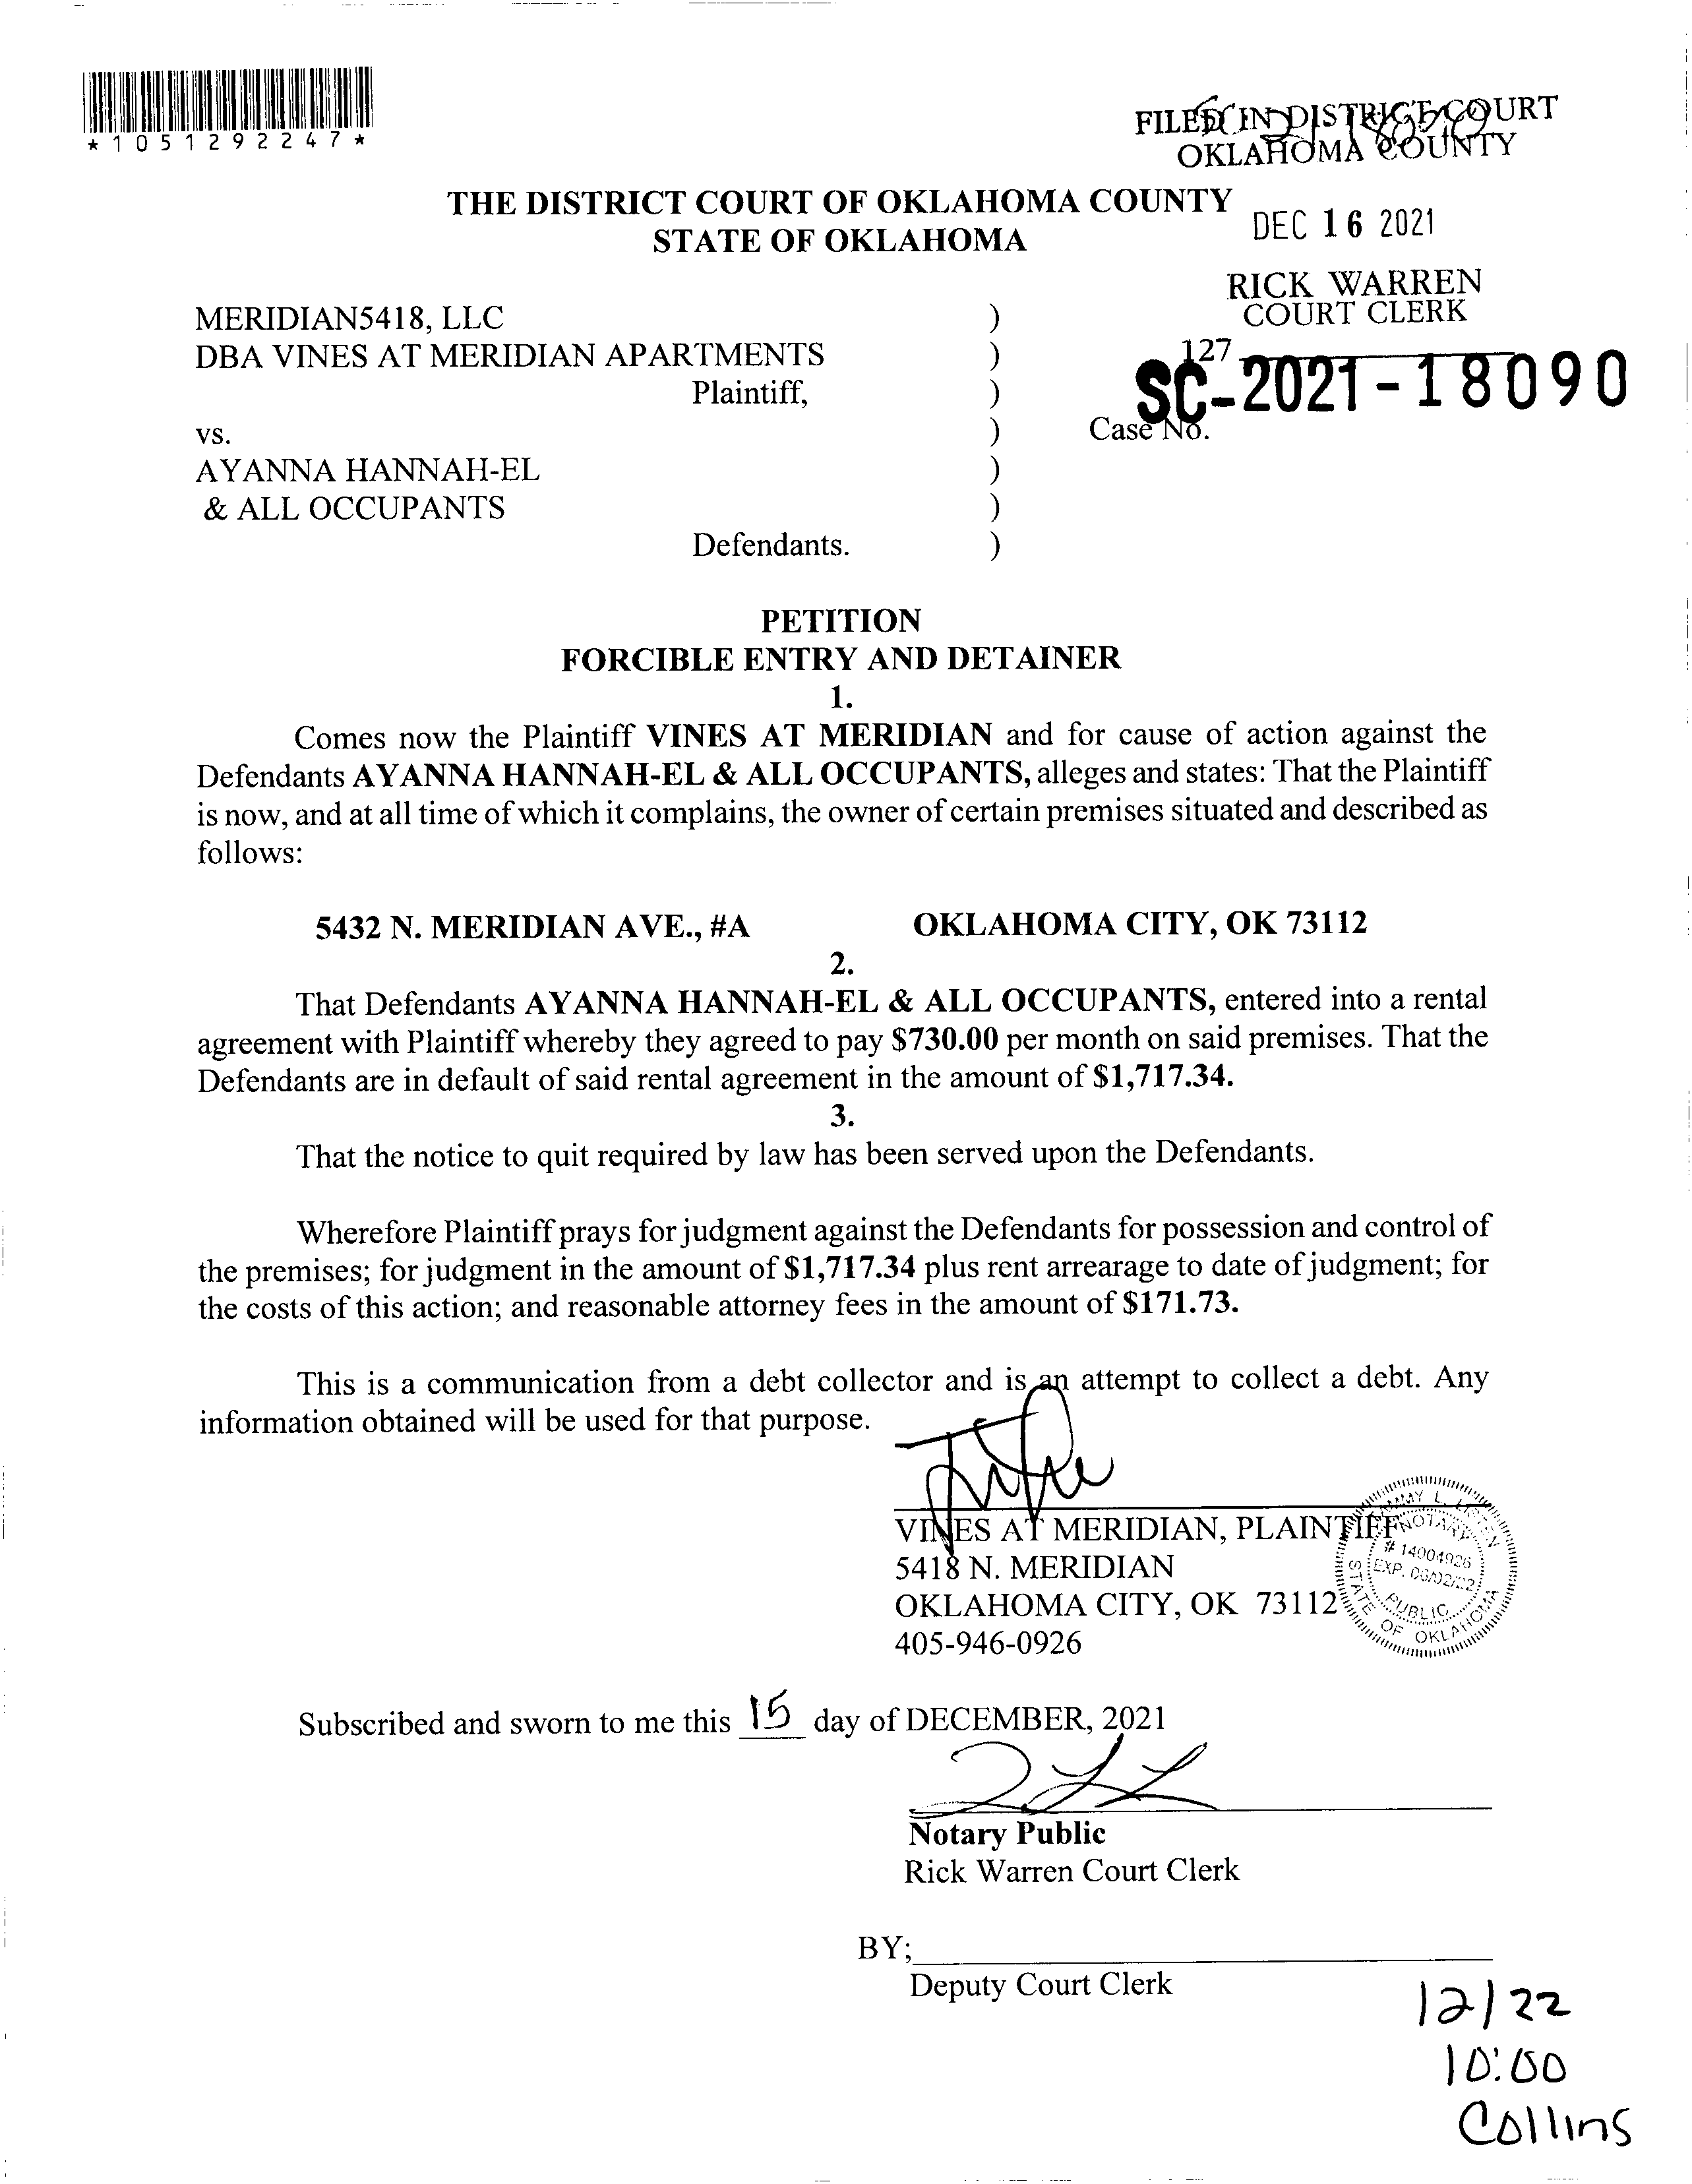 *1051292247*
FILED IN DISTRICT COURT
OKLAHOMA COUNTY
THE DISTRICT COURT OF OKLAHOMA COUNTY
STATE OF OKLAHOMA
DEC 16 2021
RICK WARREN
COURT CLERK
127
MERIDIAN5418, LLC )
DBA VINES AT MERIDIAN APARTMENTS )
Plaintiff, )
SC-2021-18090
vs. ) Case No.
AYANNA HANNAH-EL )
& ALL OCCUPANTS )
Defendants. )
PETITION
FORCIBLE ENTRY AND DETAINER
1.
Comes now the Plaintiff VINES AT MERIDIAN and for cause of action against the
Defendants AYANNA HANNAH-EL & ALL OCCUPANTS, alleges and states: That the Plaintiff
is now, and at all time of which it complains, the owner of certain premises situated and described as
follows:
5432 N. MERIDIAN AVE., #A OKLAHOMA CITY, OK 73112
2.
That Defendants AYANNA HANNAH-EL & ALL OCCUPANTS, entered into a rental
agreement with Plaintiff whereby they agreed to pay $730.00 per month on said premises. That the
Defendants are in default of said rental agreement in the amount of $1,717.34.
3.
That the notice to quit required by law has been served upon the Defendants.
Wherefore Plaintiff prays for judgment against the Defendants for possession and control of
the premises; for judgment in the amount of $1,717.34 plus rent arrearage to date of judgment; for
the costs of this action; and reasonable attorney fees in the amount of $171.73.
This is a communication from a debt collector and is an attempt to collect a debt. Any
information obtained will be used for that purpose.
VINES AT MERIDIAN, PLAINTIFF
5418 N. MERIDIAN
OKLAHOMA CITY, OK 73112
405-946-0926
NOTARY
# 14004926
EXP.
PUBLIC
STATE OF OKLAHOMA
Subscribed and sworn to me this 15 day of DECEMBER, 2021
Notary Public
Rick Warren Court Clerk
BY;
Deputy Court Clerk
12/22
10:00
Collins